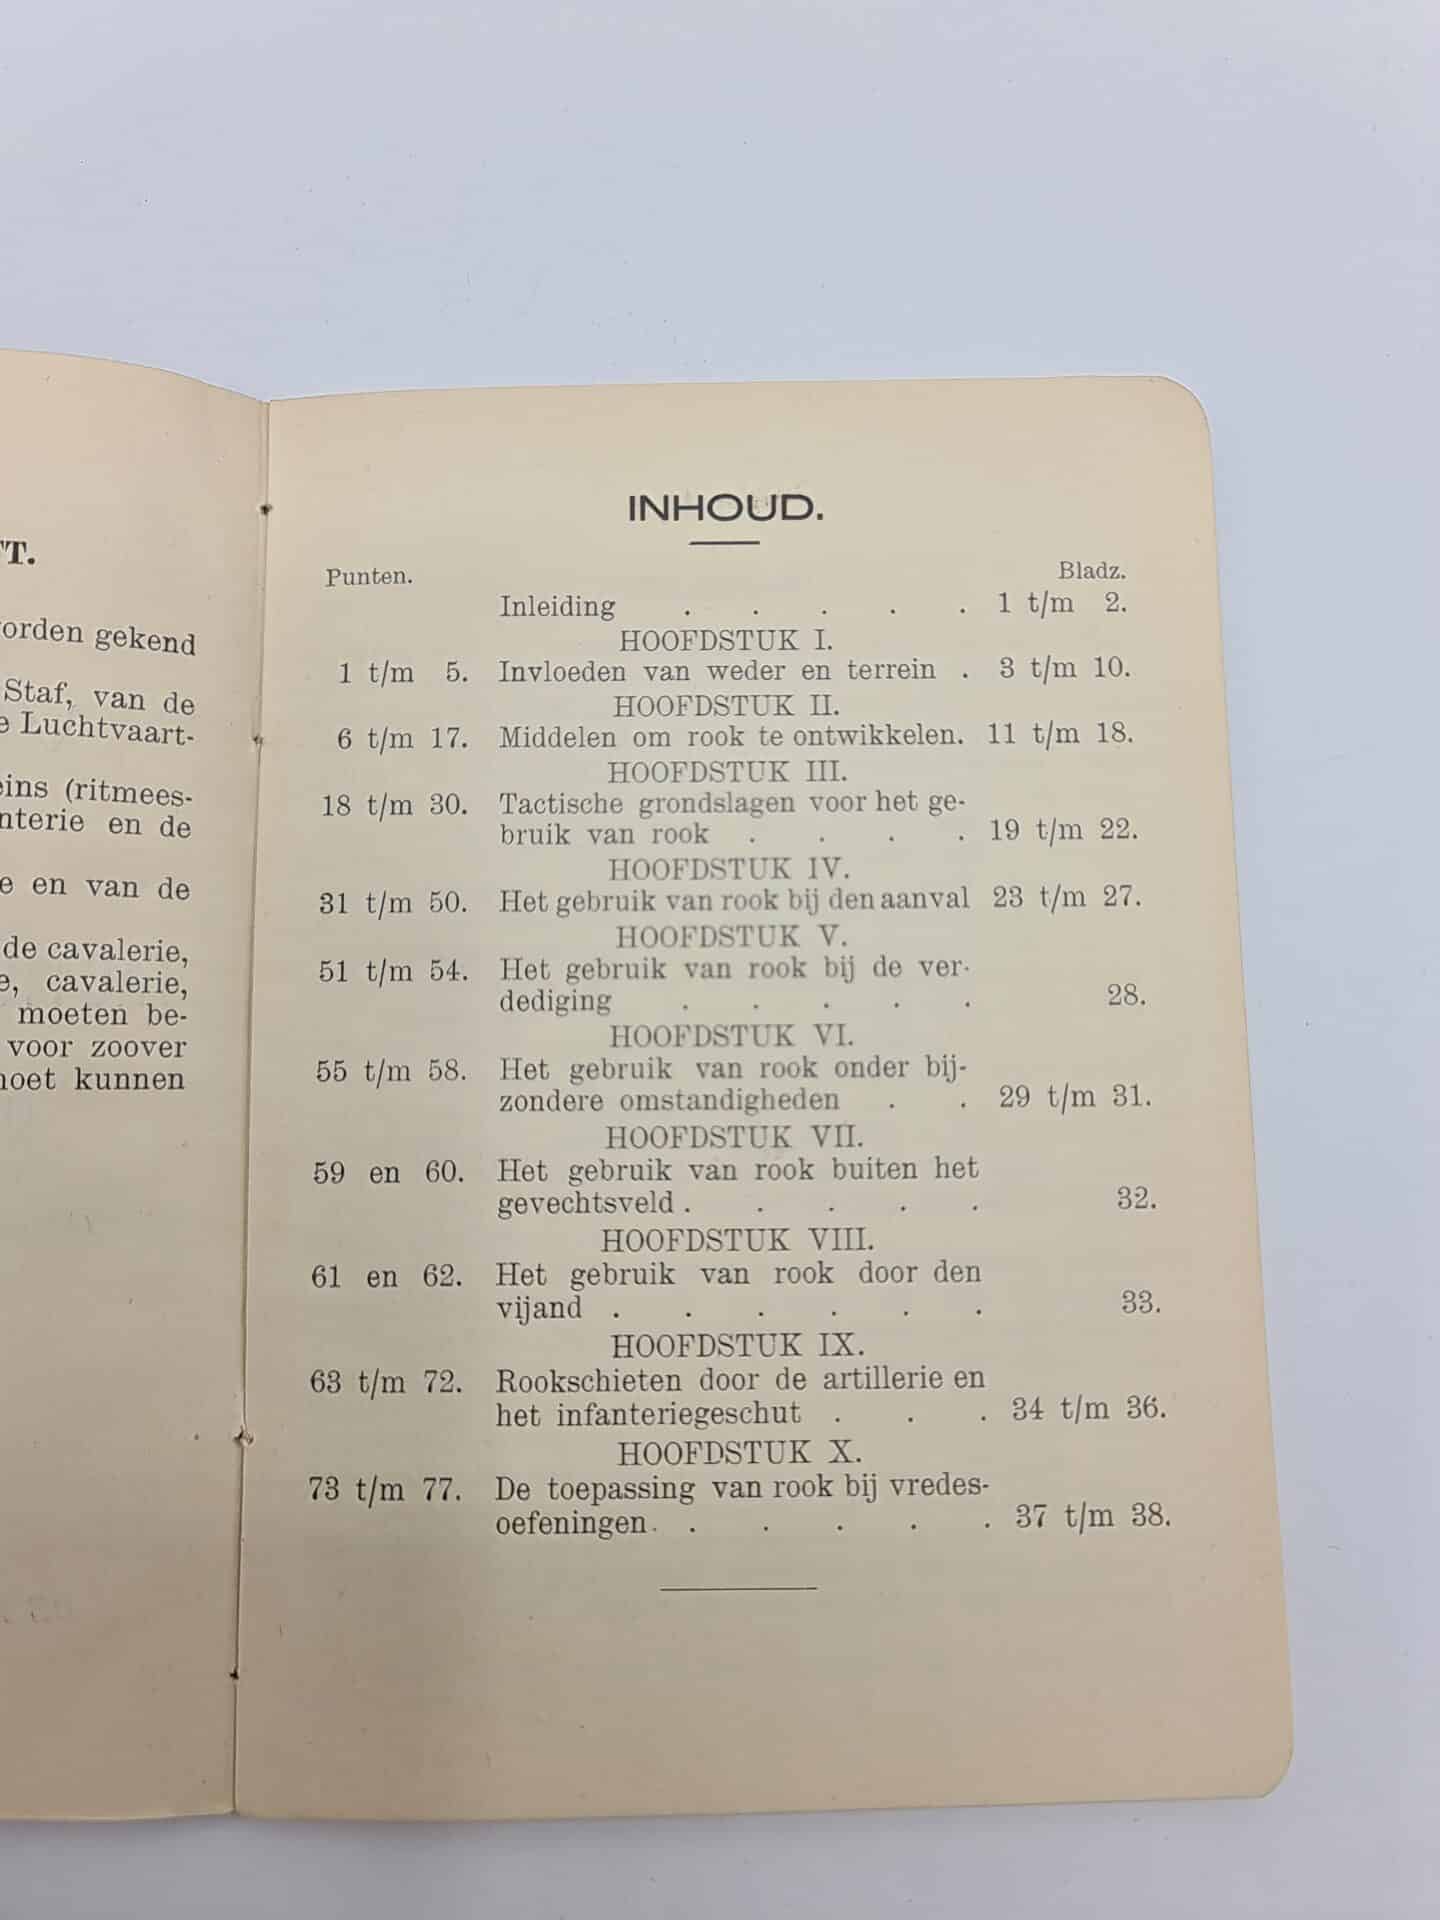 T.
orden gekend
Staf, van de
e Luchtvaart-
eins (ritmees-
nterie en de
e en van de
de cavalerie,
e, cavalerie,
moeten be-
voor zoover
moet kunnen
INHOUD.
Punten. Bladz.
Inleiding . . . . . 1 t/m 2.
HOOFDSTUK I.
1 t/m 5. Invloeden van weder en terrein . 3 t/m 10.
HOOFDSTUK II.
6 t/m 17. Middelen om rook te ontwikkelen. 11 t/m 18.
HOOFDSTUK III.
18 t/m 30. Tactische grondslagen voor het ge-
bruik van rook . . . . 19 t/m 22.
HOOFDSTUK IV.
31 t/m 50. Het gebruik van rook bij den aanval 23 t/m 27.
HOOFDSTUK V.
51 t/m 54. Het gebruik van rook bij de ver-
dediging . . . . . 28.
HOOFDSTUK VI.
55 t/m 58. Het gebruik van rook onder bij-
zondere omstandigheden . . 29 t/m 31.
HOOFDSTUK VII.
59 en 60. Het gebruik van rook buiten het
gevechtsveld . . . . . 32.
HOOFDSTUK VIII.
61 en 62. Het gebruik van rook door den
vijand . . . . . . 33.
HOOFDSTUK IX.
63 t/m 72. Rookschieten door de artillerie en
het infanteriegeschut . . . 34 t/m 36.
HOOFDSTUK X.
73 t/m 77. De toepassing van rook bij vredes-
oefeningen . . . . . . 37 t/m 38.